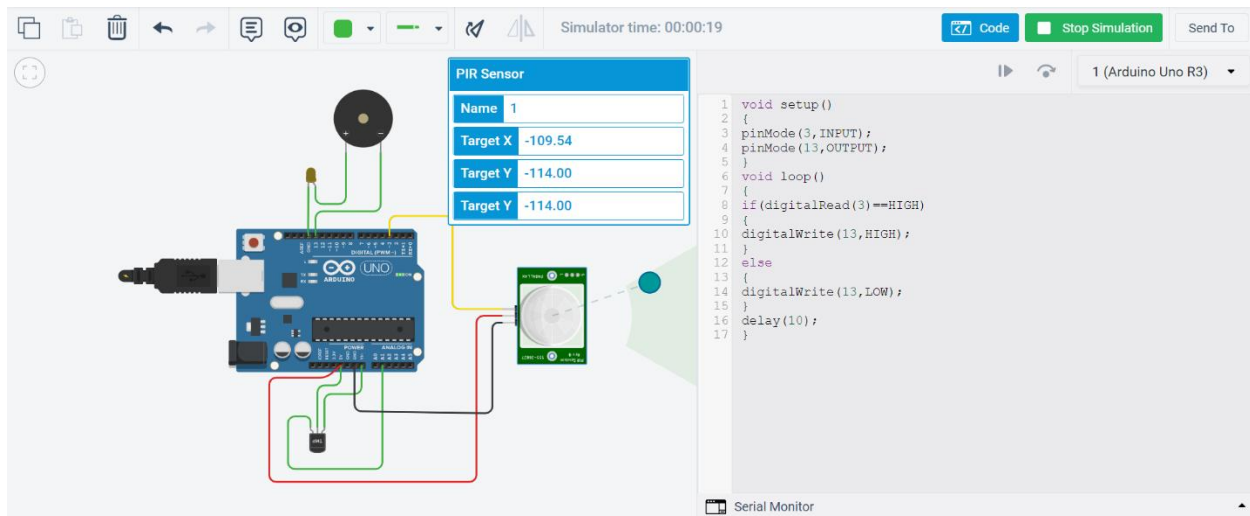 Simulator time: 00:00:19
Code
Stop Simulation
Send To
PIR Sensor
Name 1
Target X -109.54
Target Y -114.00
Target Y -114.00
1 (Arduino Uno R3)
1 void setup()
2 {
3 pinMode(3,INPUT);
4 pinMode(13,OUTPUT);
5 }
6 void loop()
7 {
8 if(digitalRead(3)==HIGH)
9 {
10 digitalWrite(13,HIGH);
11 }
12 else
13 {
14 digitalWrite(13,LOW);
15 }
16 delay(10);
17 }
DIGITAL (PWM~)
UNO
ARDUINO
POWER
ANALOG IN
TMP
PIR Sensor
Serial Monitor